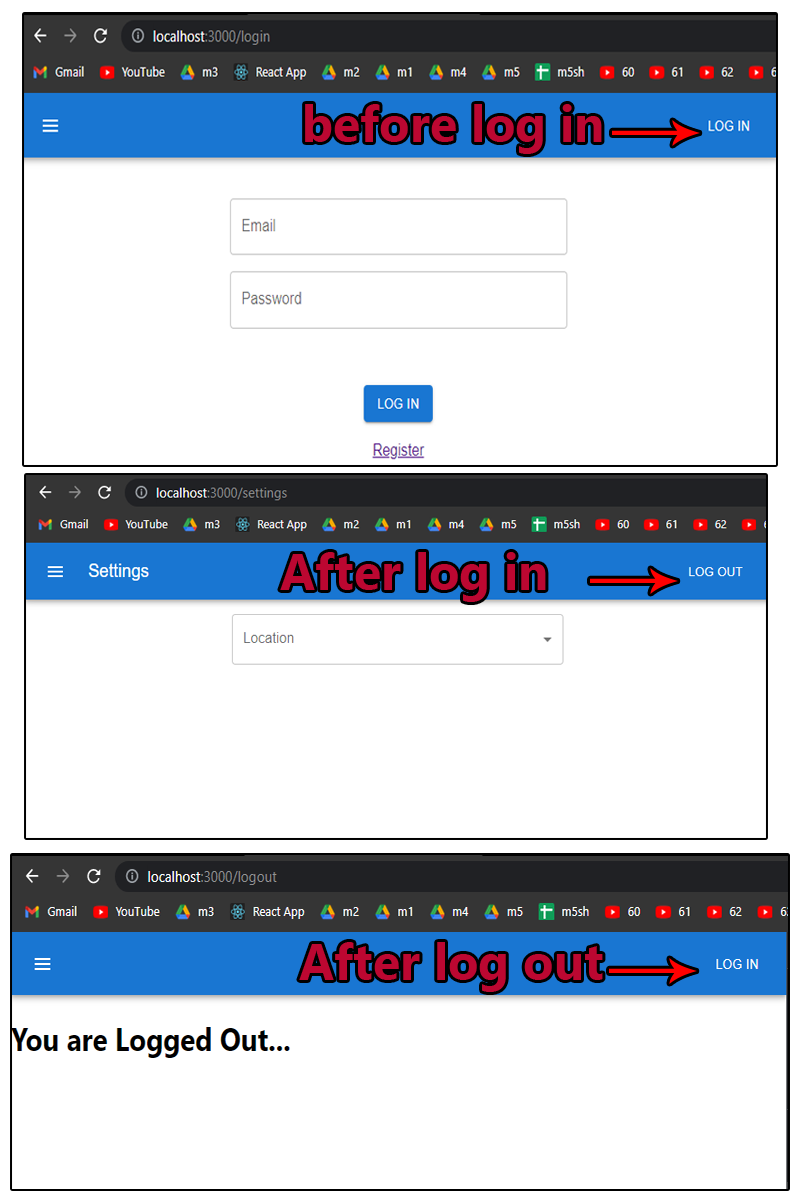 localhost:3000/login
Gmail YouTube m3 React App m2 m1 m4 m5 m5sh 60 61 62 6
before log in LOG IN
Email
Password
LOG IN
Register
localhost:3000/settings
Gmail YouTube m3 React App m2 m1 m4 m5 m5sh 60 61 62
Settings After log in LOG OUT
Location
localhost:3000/logout
Gmail YouTube m3 React App m2 m1 m4 m5 m5sh 60 61 62 6
After log out LOG IN
You are Logged Out...